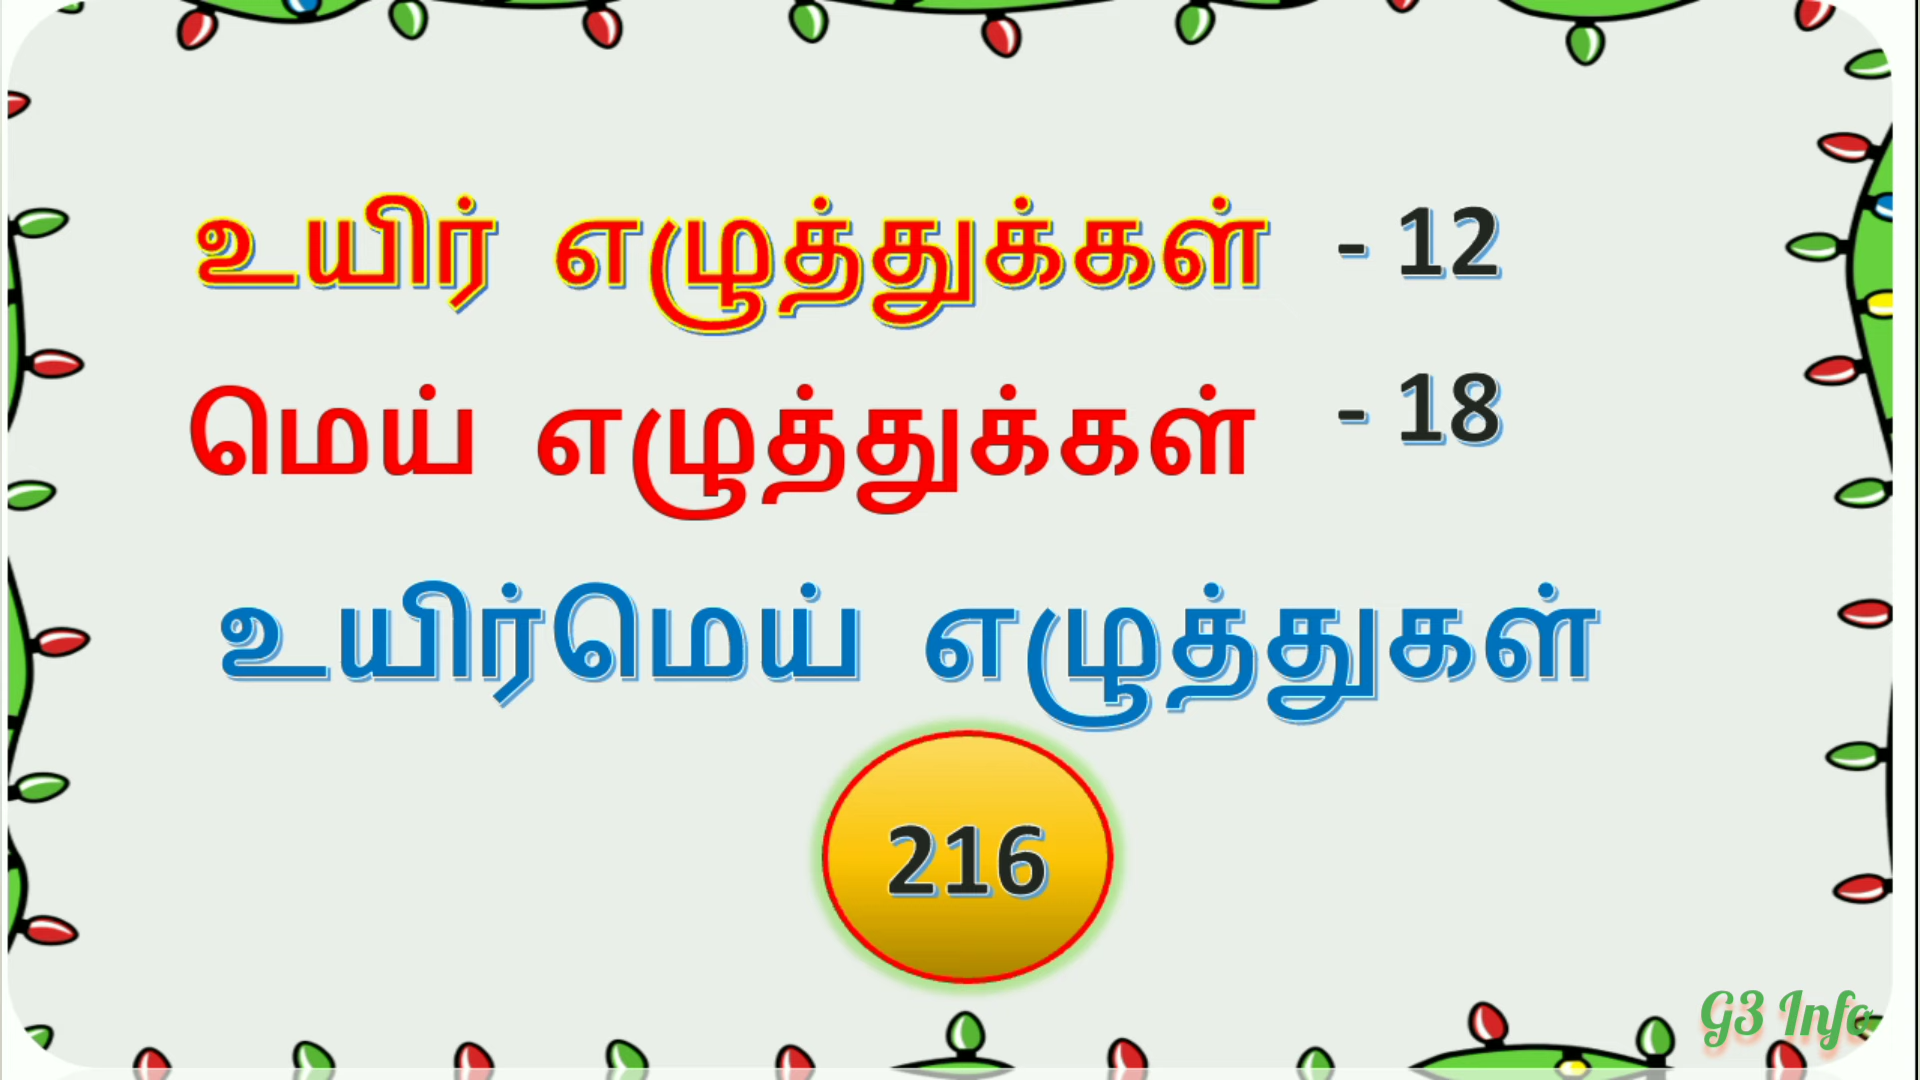 உயிர் எழுத்துக்கள் - 12
மெய் எழுத்துக்கள் - 18
உயிர்மெய் எழுத்துகள்
216
G3 Info